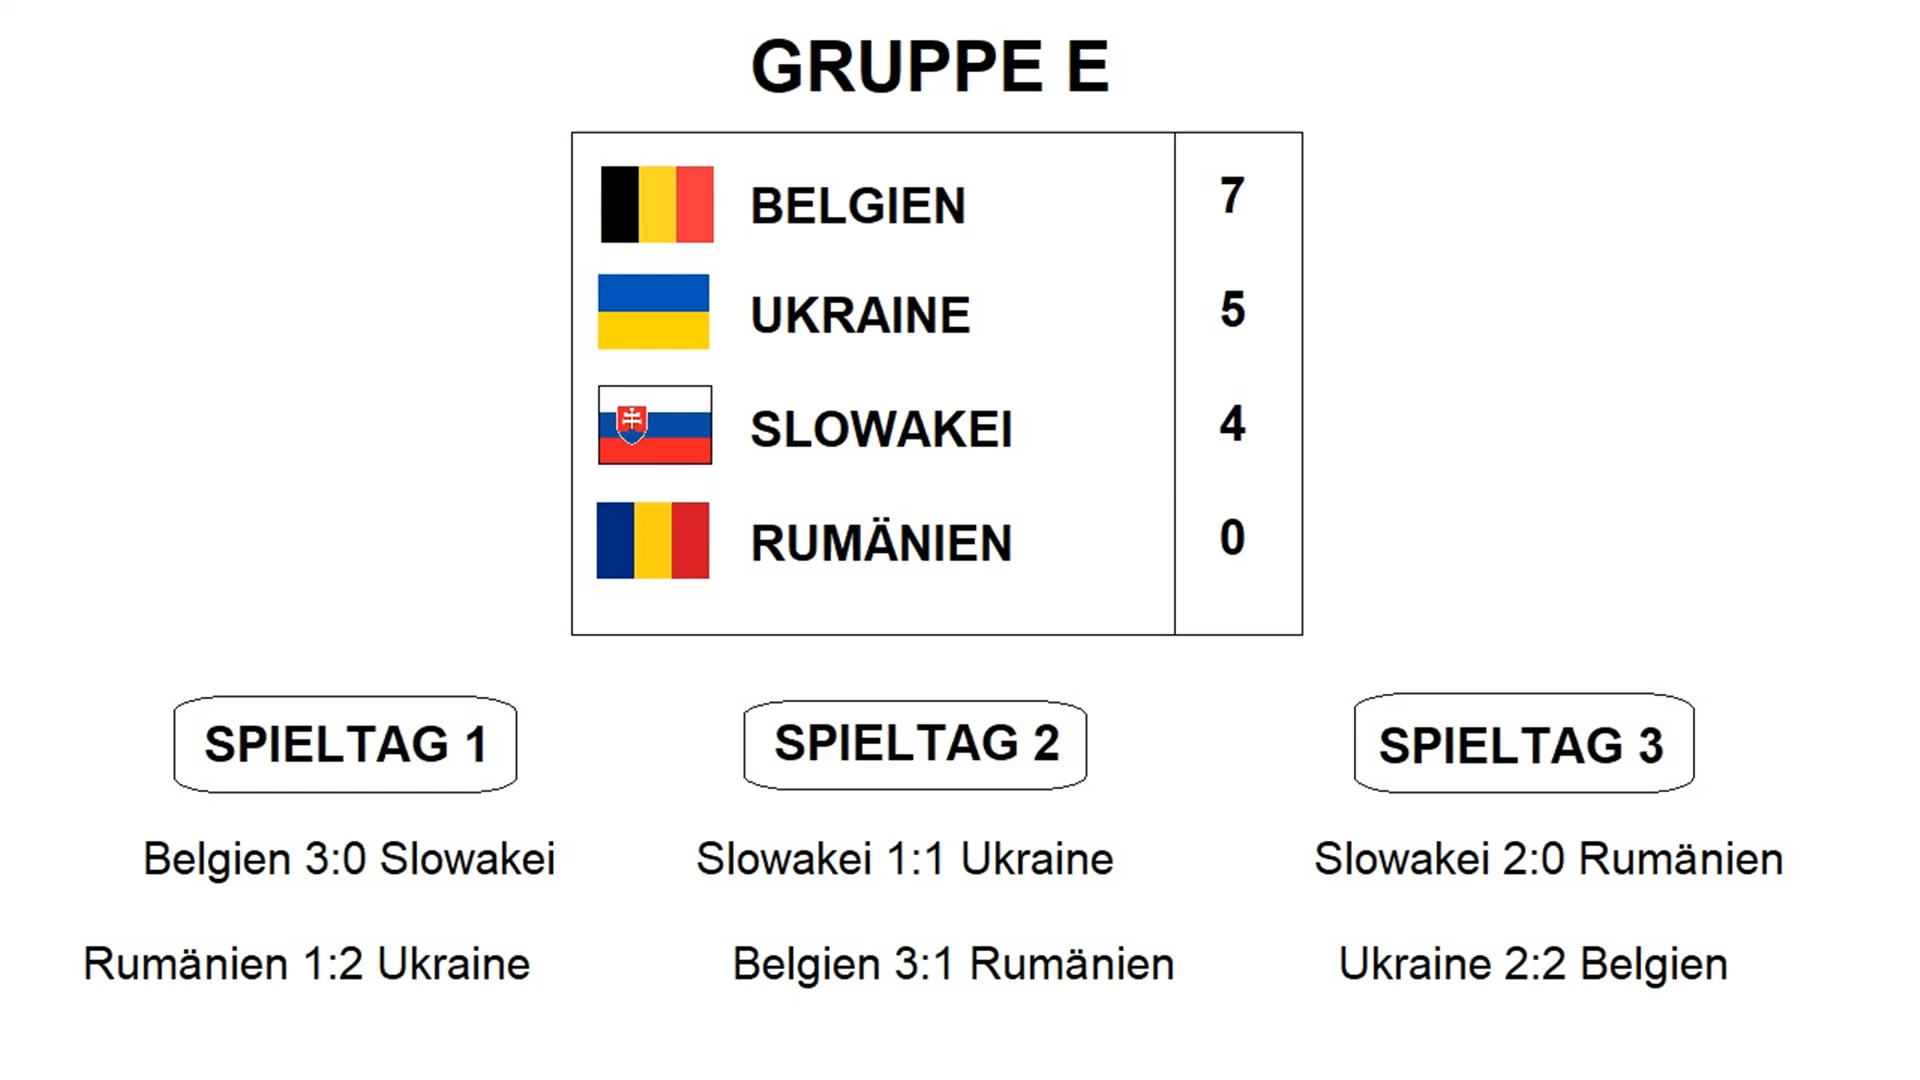 GRUPPE E
BELGIEN 7
UKRAINE 5
SLOWAKEI 4
RUMÄNIEN 0
SPIELTAG 1
Belgien 3:0 Slowakei
Rumänien 1:2 Ukraine
SPIELTAG 2
Slowakei 1:1 Ukraine
Belgien 3:1 Rumänien
SPIELTAG 3
Slowakei 2:0 Rumänien
Ukraine 2:2 Belgien